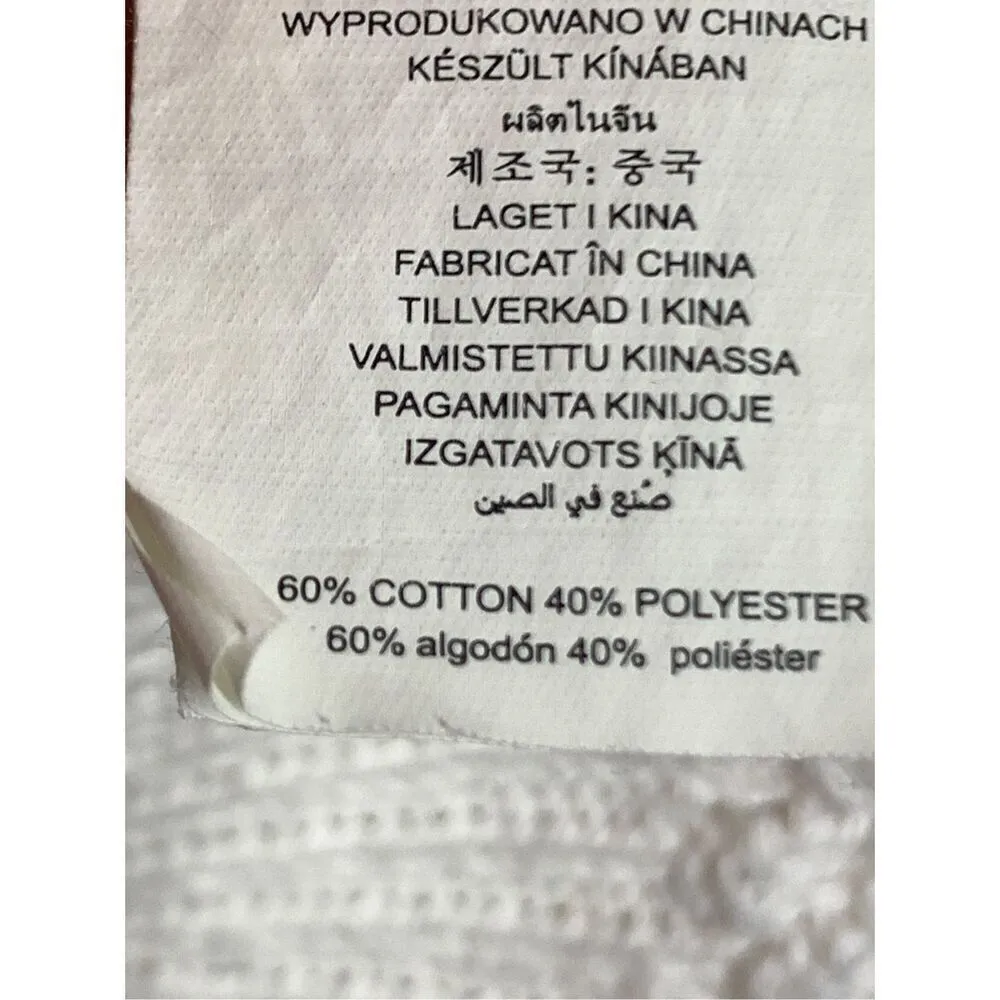 WYPRODUKOWANO W CHINACH
KÉSZÜLT KÍNÁBAN
ผลิตในจีน
제조국: 중국
LAGET I KINA
FABRICAT ÎN CHINA
TILLVERKAD I KINA
VALMISTETTU KIINASSA
PAGAMINTA KINIJOJE
IZGATAVOTS ĶĪNĀ
صُنع في الصين
60% COTTON 40% POLYESTER
60% algodón 40% poliéster